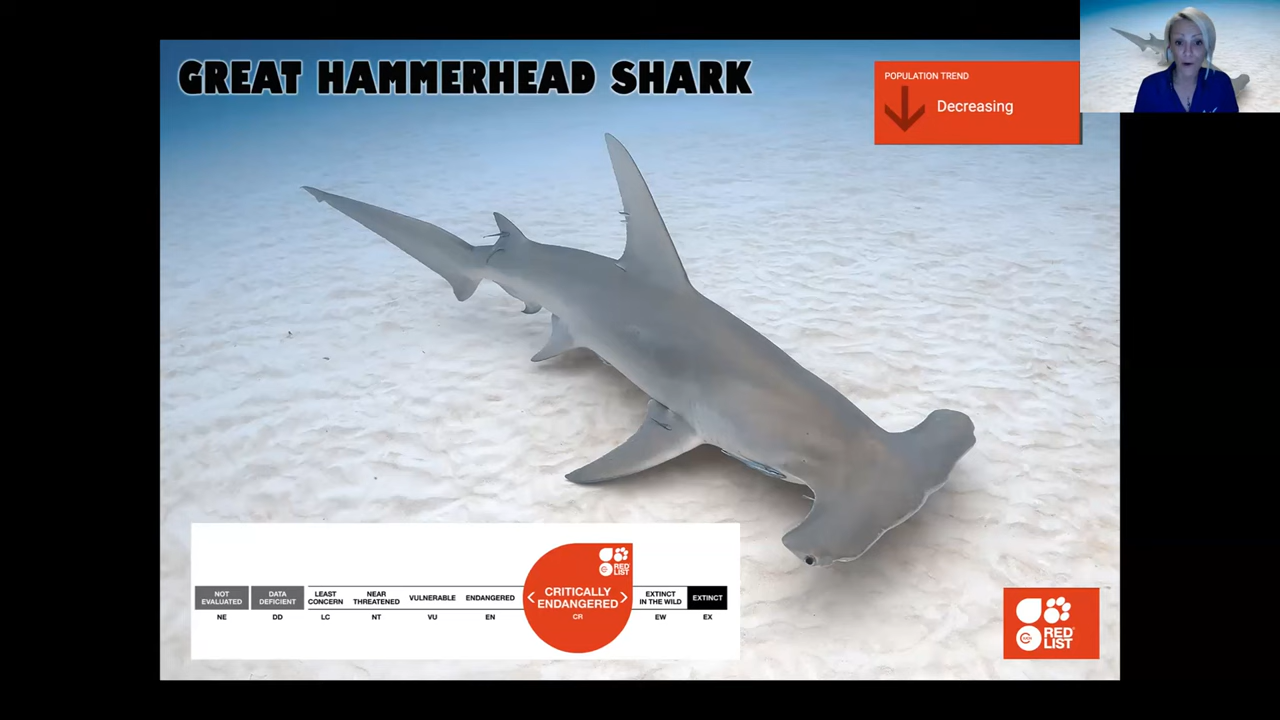 GREAT HAMMERHEAD SHARK
POPULATION TREND
Decreasing
RED
LIST
NOT
EVALUATED
DATA
DEFICIENT
LEAST
CONCERN
NEAR
THREATENED
VULNERABLE
ENDANGERED
< CRITICALLY
ENDANGERED >
EXTINCT
IN THE WILD
EXTINCT
NE
DD
LC
NT
VU
EN
CR
EW
EX
RED
LIST